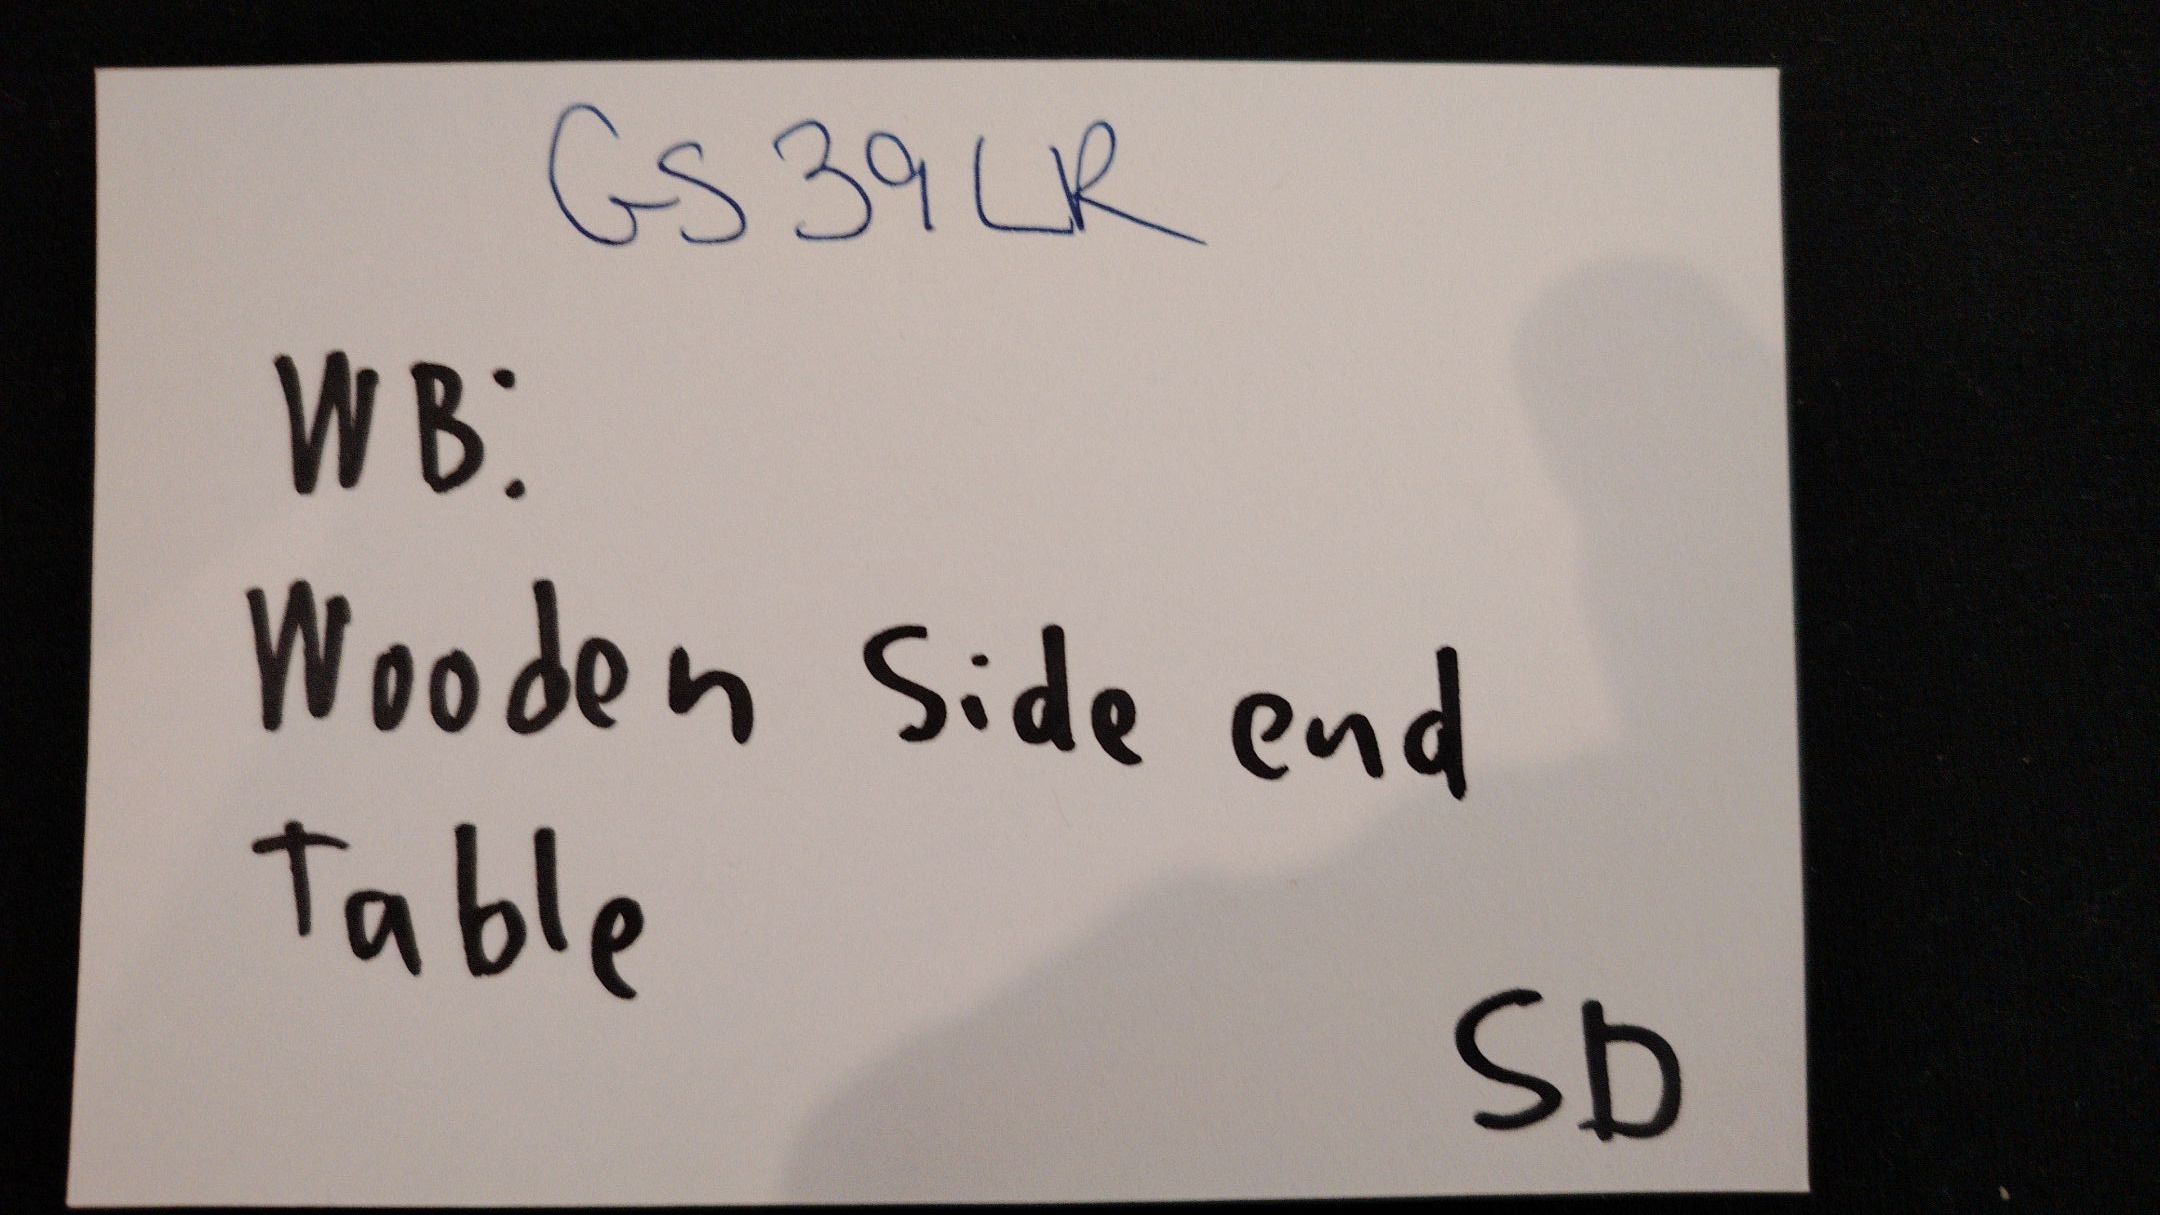 GS39LR
WB:
Wooden Side end
Table
SD